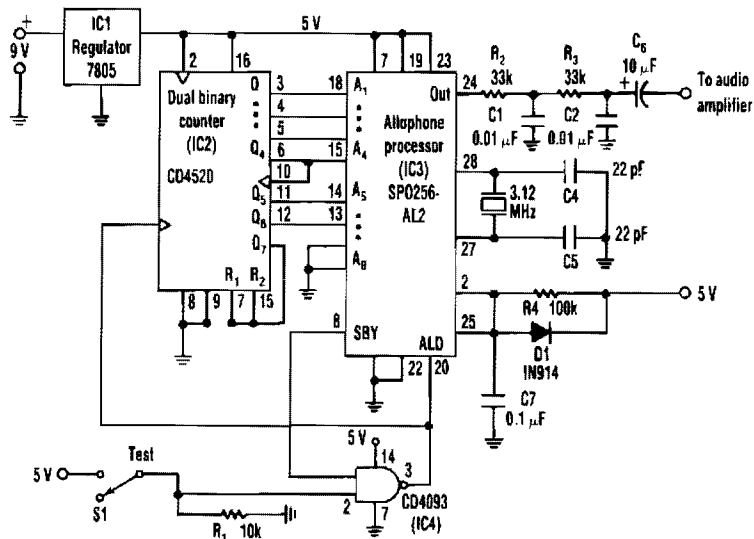 IC1
Regulator
7805
9 V
+
5 V
2
16
7
19
23
Dual binary
counter
(IC2)
CD4520
Q
3
4
5
Q4
6
10
Q5
11
Q6
12
Q7
R1 R2
8
9
7
15
18
A1
15
A4
14
A5
13
A8
Allophone
processor
(IC3)
SPO256-
AL2
Out
24
R2
33k
R3
33k
C6
10 μF
+
To audio
amplifier
C1
0.01 μF
C2
0.01 μF
28
3.12
MHz
27
22 pF
C4
22 pF
C5
2
R4
100k
5 V
25
D1
IN914
C7
0.1 μF
8
SBY
ALD
22
20
5 V
14
3
2
7
CD4093
(IC4)
Test
5 V
S1
R1 10k